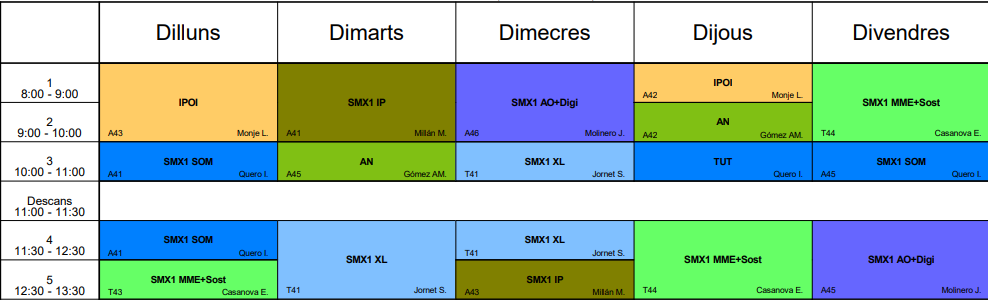 Dilluns Dimarts Dimecres Dijous Divendres
1
8:00 - 9:00
IPOI
A43 Monje L.
SMX1 IP
A41 Millán M.
SMX1 AO+Digi
A46 Molinero J.
IPOI
A42 Monje L.
SMX1 MME+Sost
T44 Casanova E.
2
9:00 - 10:00
AN
A42 Gómez AM.
3
10:00 - 11:00
SMX1 SOM
A41 Quero I.
AN
A45 Gómez AM.
SMX1 XL
T41 Jornet S.
TUT
Quero I.
SMX1 SOM
A45 Quero I.
Descans
11:00 - 11:30
4
11:30 - 12:30
SMX1 SOM
A41 Quero I.
SMX1 XL
T41 Jornet S.
SMX1 XL
T41 Jornet S.
SMX1 MME+Sost
T44 Casanova E.
SMX1 AO+Digi
A45 Molinero J.
5
12:30 - 13:30
SMX1 MME+Sost
T43 Casanova E.
SMX1 IP
A43 Millán M.